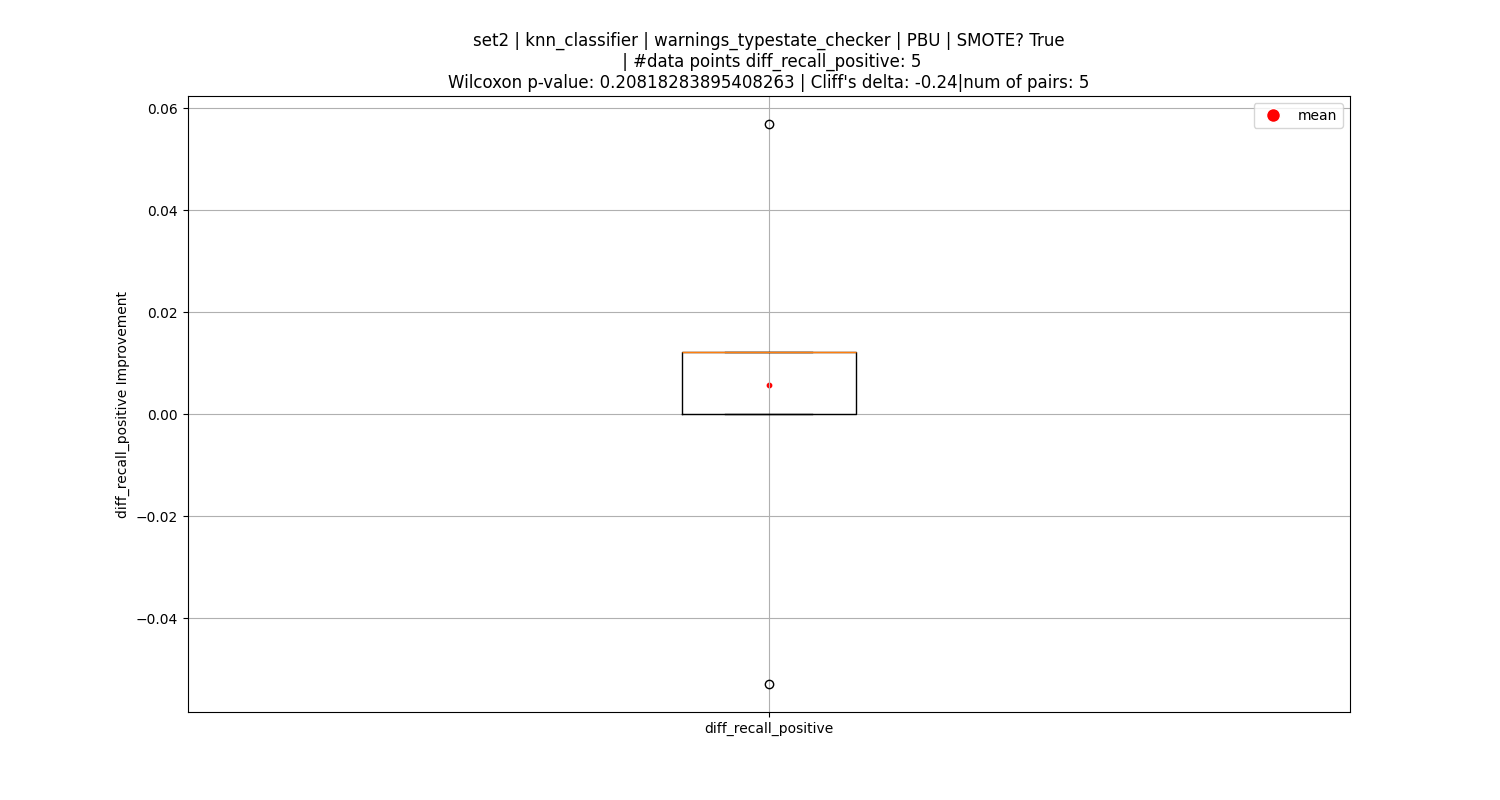 set2 | knn_classifier | warnings_typestate_checker | PBU | SMOTE? True
| #data points diff_recall_positive: 5
Wilcoxon p-value: 0.20818283895408263 | Cliff's delta: -0.24|num of pairs: 5
mean
0.06
0.04
0.02
0.00
−0.02
−0.04
diff_recall_positive Improvement
diff_recall_positive